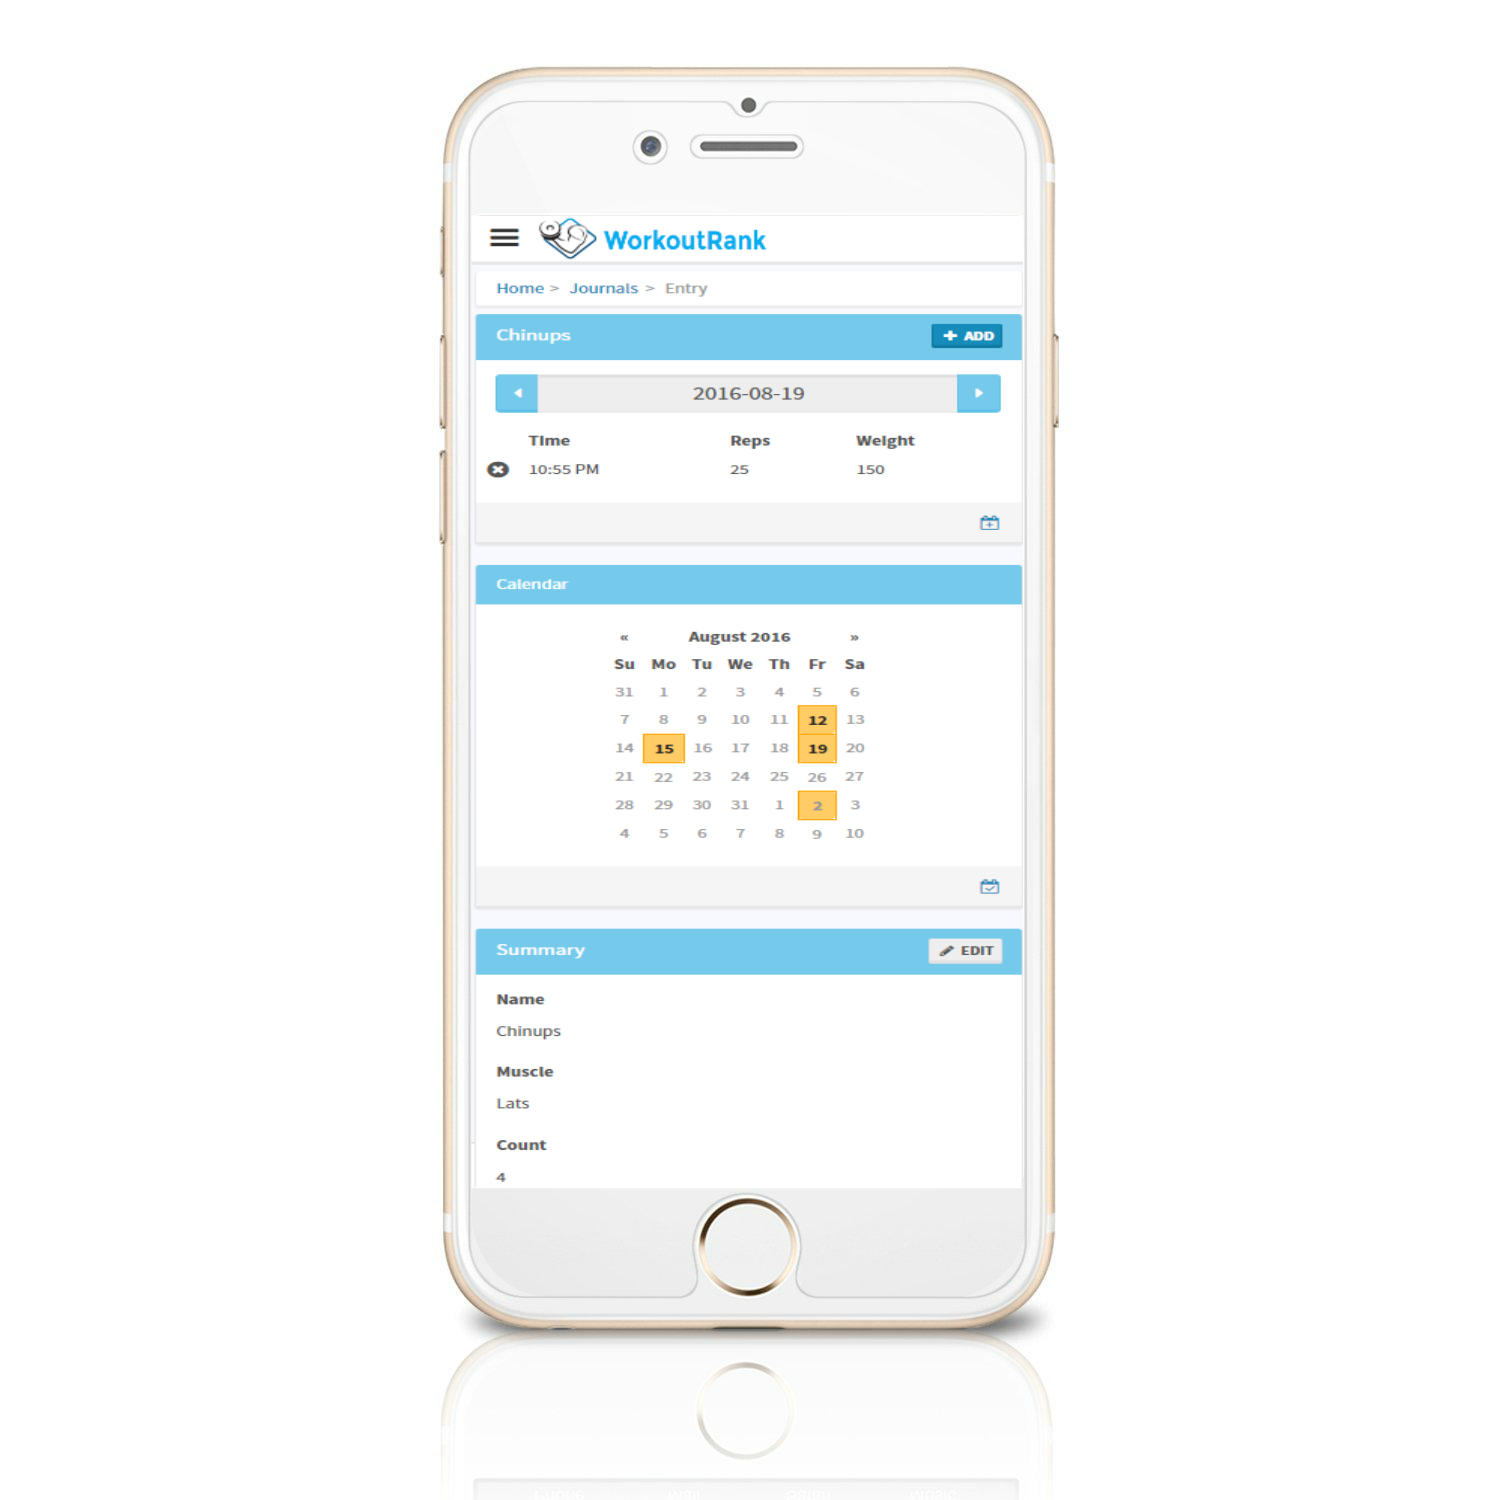 WorkoutRank
Home > Journals > Entry
Chinups
+ ADD
2016-08-19
Time Reps Weight
10:55 PM 25 150
Calendar
« August 2016 »
Su Mo Tu We Th Fr Sa
31 1 2 3 4 5 6
7 8 9 10 11 12 13
14 15 16 17 18 19 20
21 22 23 24 25 26 27
28 29 30 31 1 2 3
4 5 6 7 8 9 10
Summary
EDIT
Name
Chinups
Muscle
Lats
Count
4